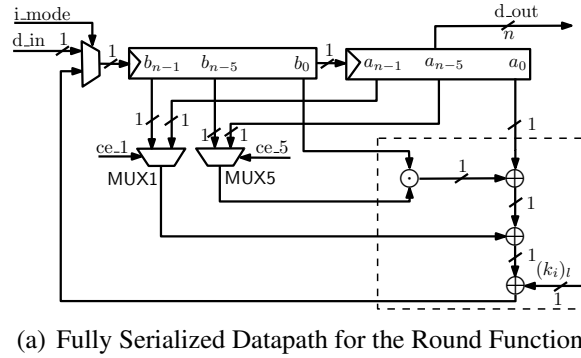 i_mode
d_out
d_in 1 1 n
b_{n-1} b_{n-5} b_0 1 a_{n-1} a_{n-5} a_0
1 1 1 1 1
ce_1 ce_5
MUX1 MUX5
⊙ 1 ⊕
1
⊕
1 (k_i)_l
⊕ 1
(a) Fully Serialized Datapath for the Round Function